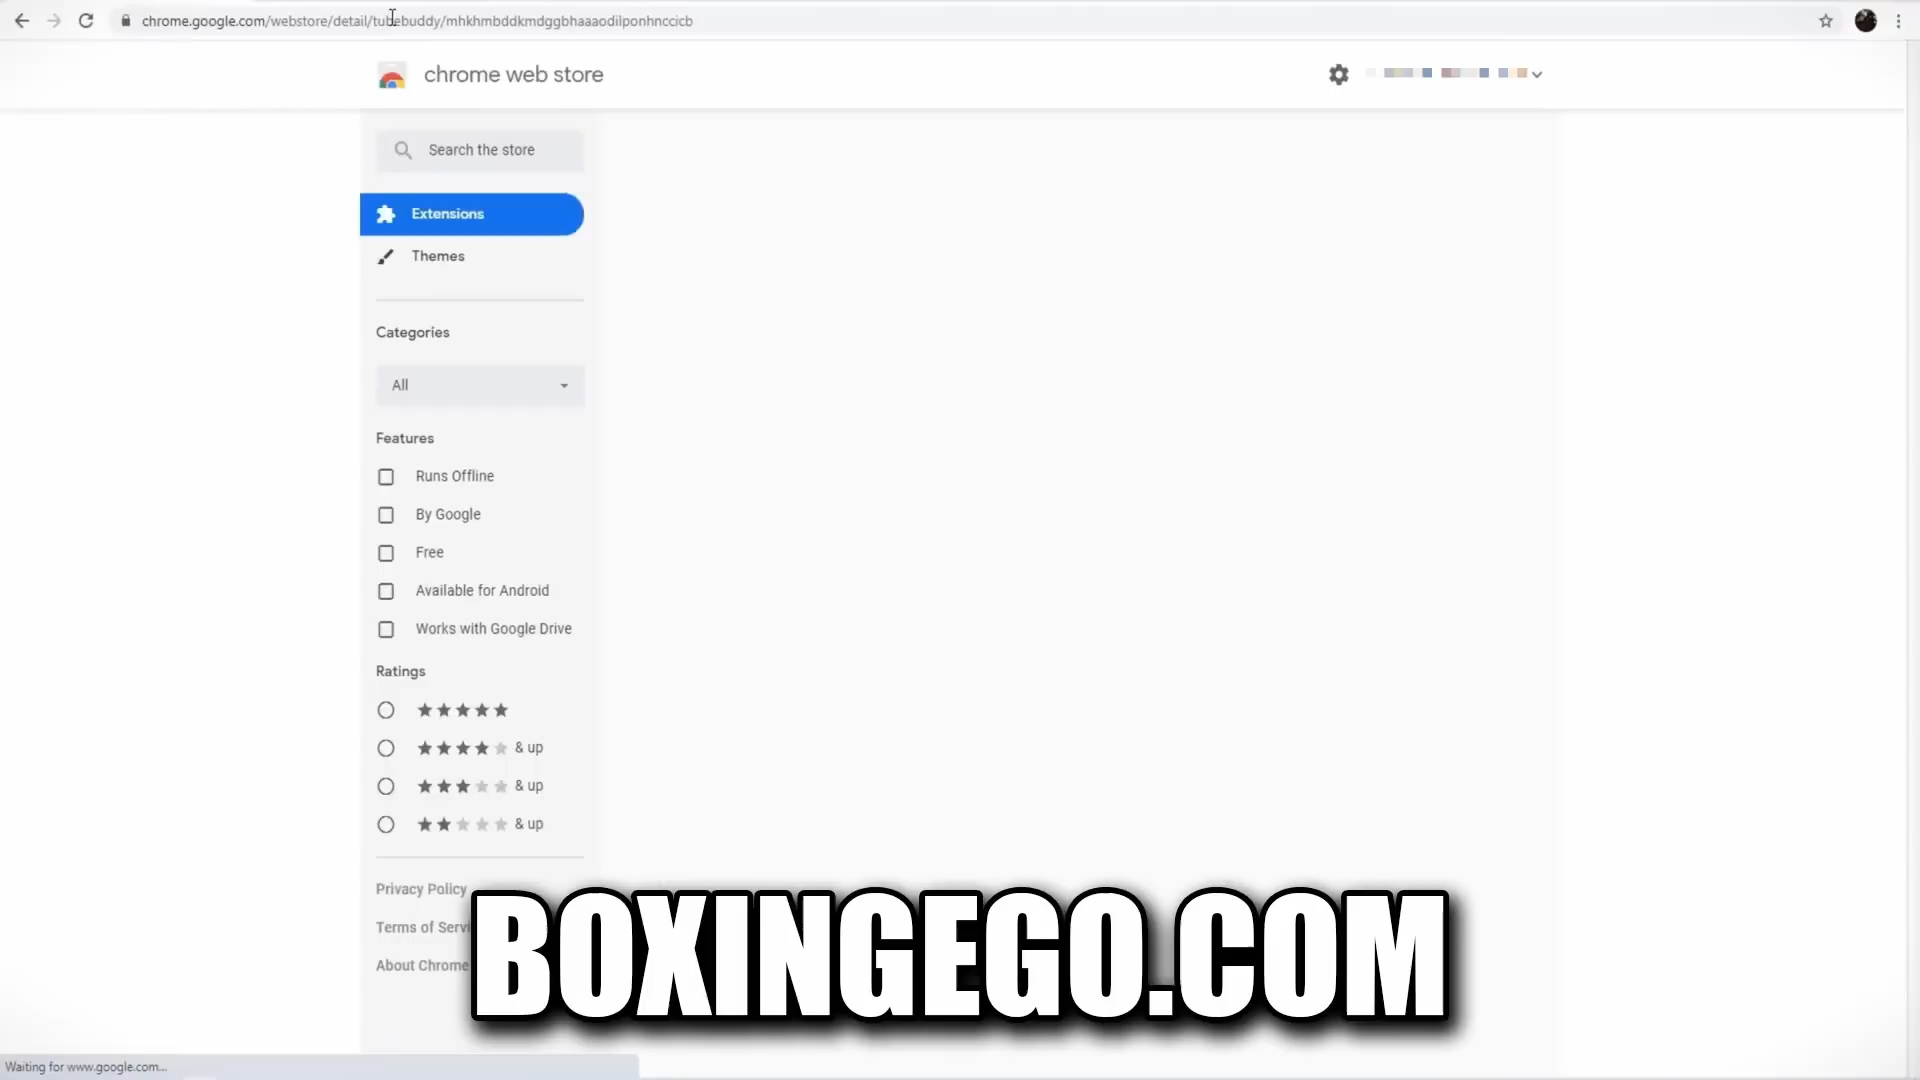 chrome.google.com/webstore/detail/tubebuddy/mhkhmbddkmdggbhaaaodilponhnccicb
chrome web store
Search the store
Extensions
Themes
Categories
All
Features
Runs Offline
By Google
Free
Available for Android
Works with Google Drive
Ratings
& up
& up
& up
Privacy Policy
Terms of Servi
About Chrome
BOXINGEGO.COM
Waiting for www.google.com...